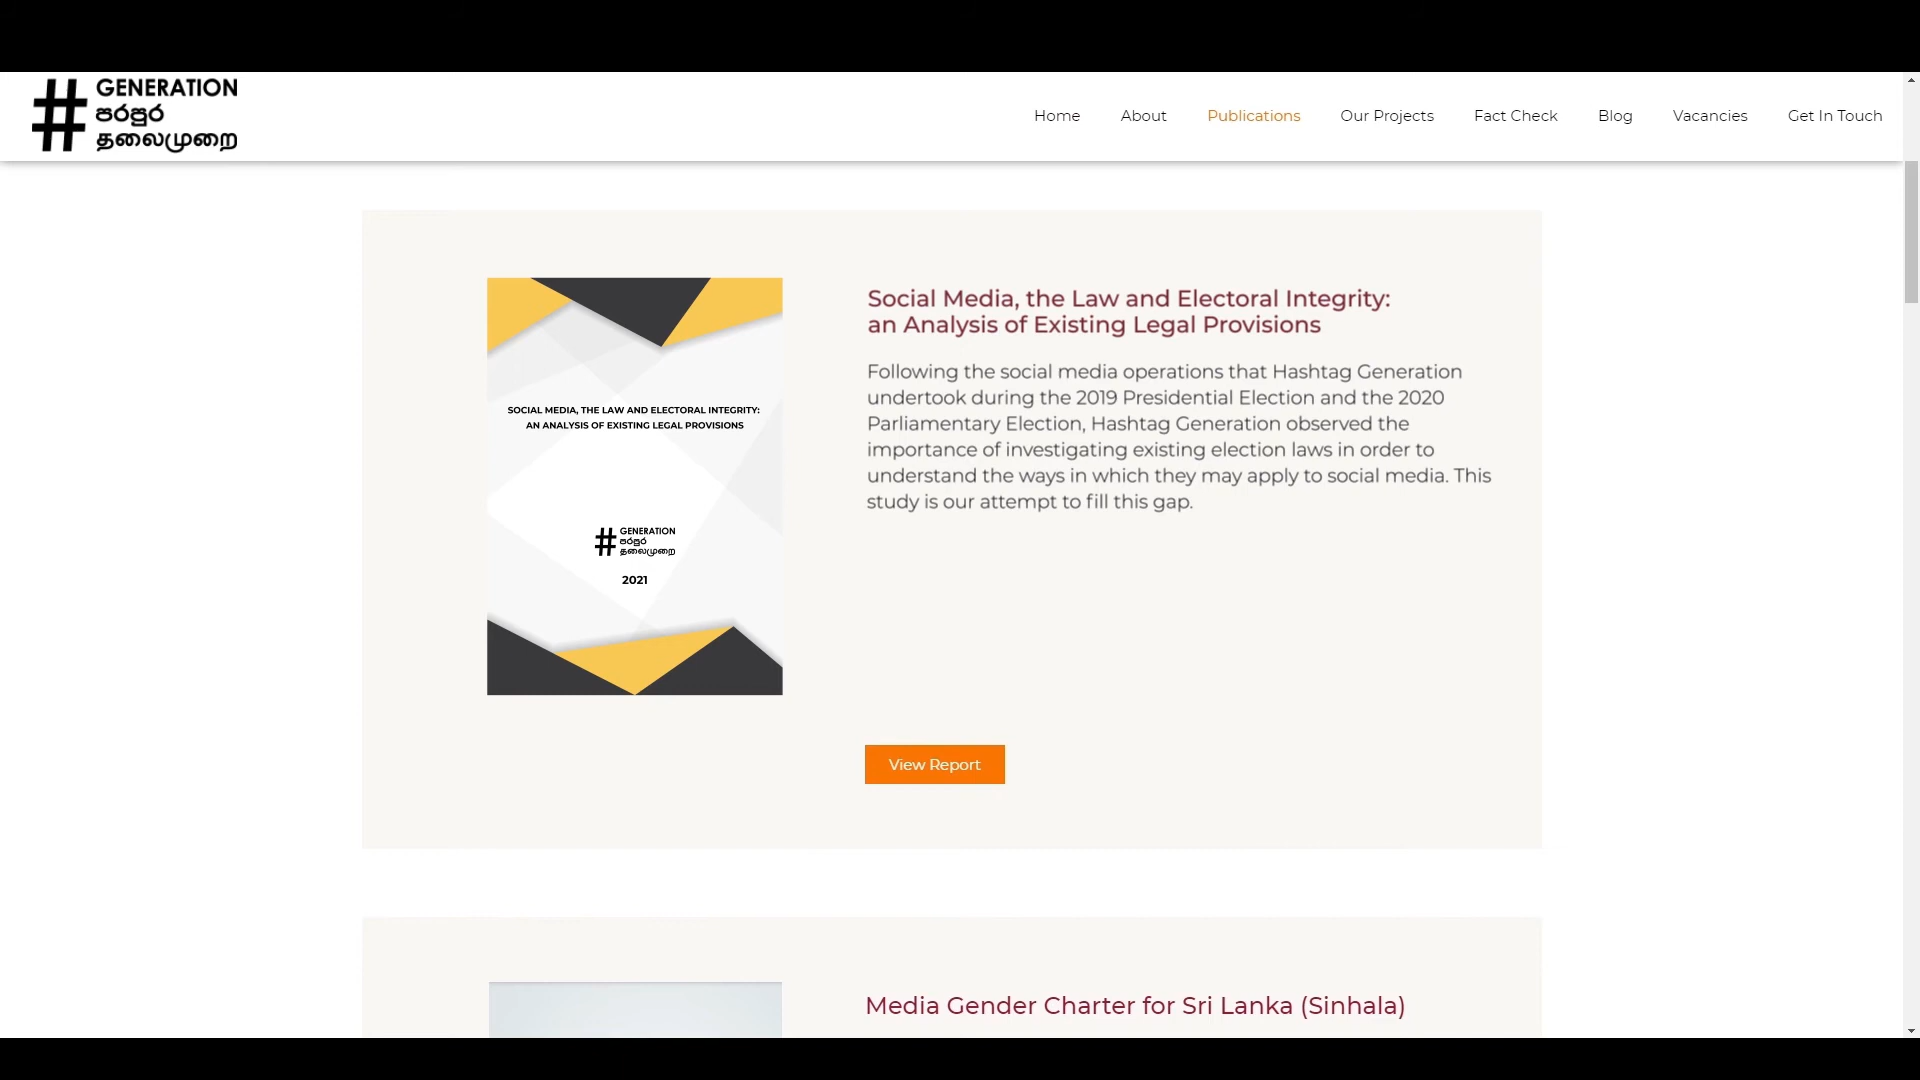 # GENERATION
පරපුර
தலைமுறை
Home About Publications Our Projects Fact Check Blog Vacancies Get In Touch
SOCIAL MEDIA, THE LAW AND ELECTORAL INTEGRITY:
AN ANALYSIS OF EXISTING LEGAL PROVISIONS
# GENERATION
පරපුර
தலைமுறை
2021
Social Media, the Law and Electoral Integrity:
an Analysis of Existing Legal Provisions
Following the social media operations that Hashtag Generation
undertook during the 2019 Presidential Election and the 2020
Parliamentary Election, Hashtag Generation observed the
importance of investigating existing election laws in order to
understand the ways in which they may apply to social media. This
study is our attempt to fill this gap.
View Report
Media Gender Charter for Sri Lanka (Sinhala)